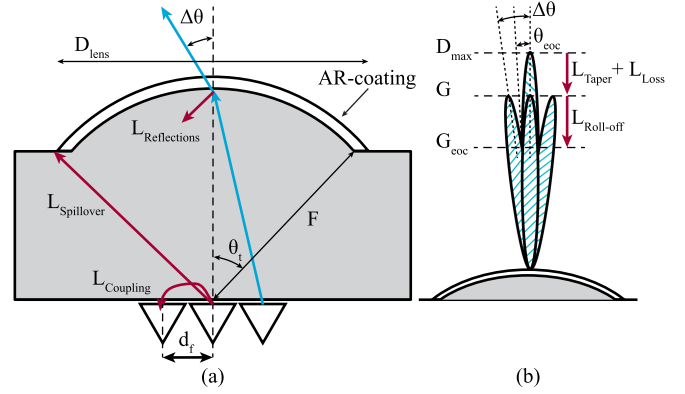 Δθ
D_lens
AR-coating
L_Reflections
L_Spillover
F
θ_t
L_Coupling
d_f
(a)
Δθ
θ_eoc
D_max
L_Taper + L_Loss
G
L_Roll-off
G_eoc
(b)